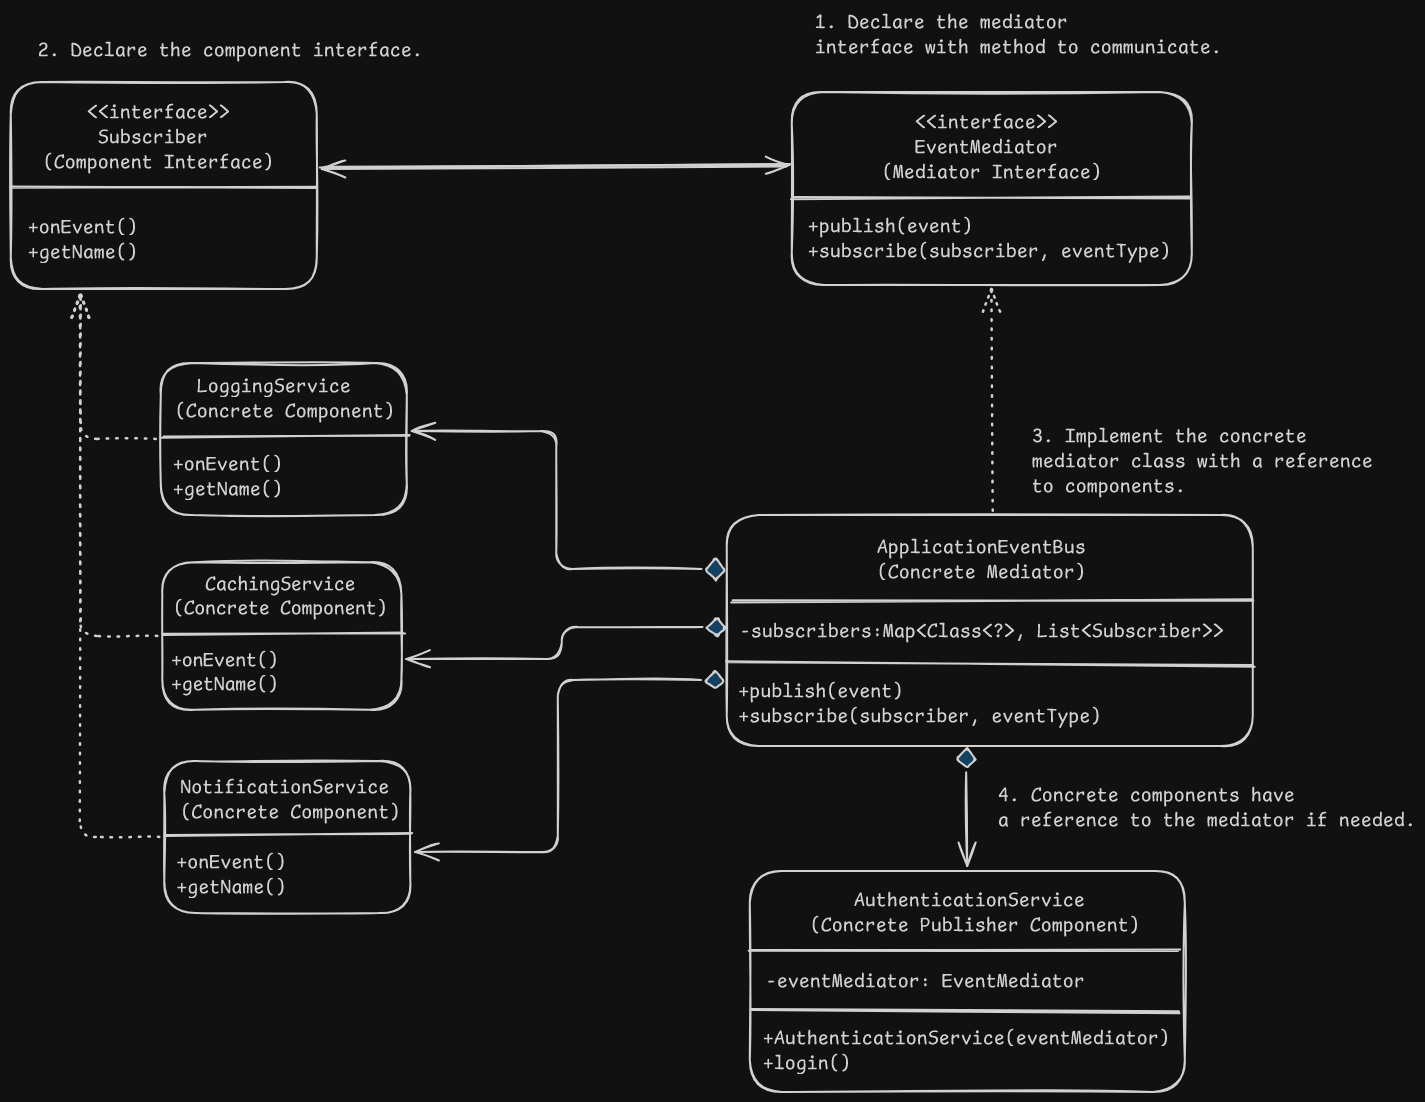 1. Declare the mediator
interface with method to communicate.
2. Declare the component interface.
<<interface>>
Subscriber
(Component Interface)
+onEvent()
+getName()
<<interface>>
EventMediator
(Mediator Interface)
+publish(event)
+subscribe(subscriber, eventType)
LoggingService
(Concrete Component)
+onEvent()
+getName()
3. Implement the concrete
mediator class with a reference
to components.
ApplicationEventBus
(Concrete Mediator)
-subscribers:Map<Class<?>, List<Subscriber>>
+publish(event)
+subscribe(subscriber, eventType)
CachingService
(Concrete Component)
+onEvent()
+getName()
NotificationService
(Concrete Component)
+onEvent()
+getName()
4. Concrete components have
a reference to the mediator if needed.
AuthenticationService
(Concrete Publisher Component)
-eventMediator: EventMediator
+AuthenticationService(eventMediator)
+login()